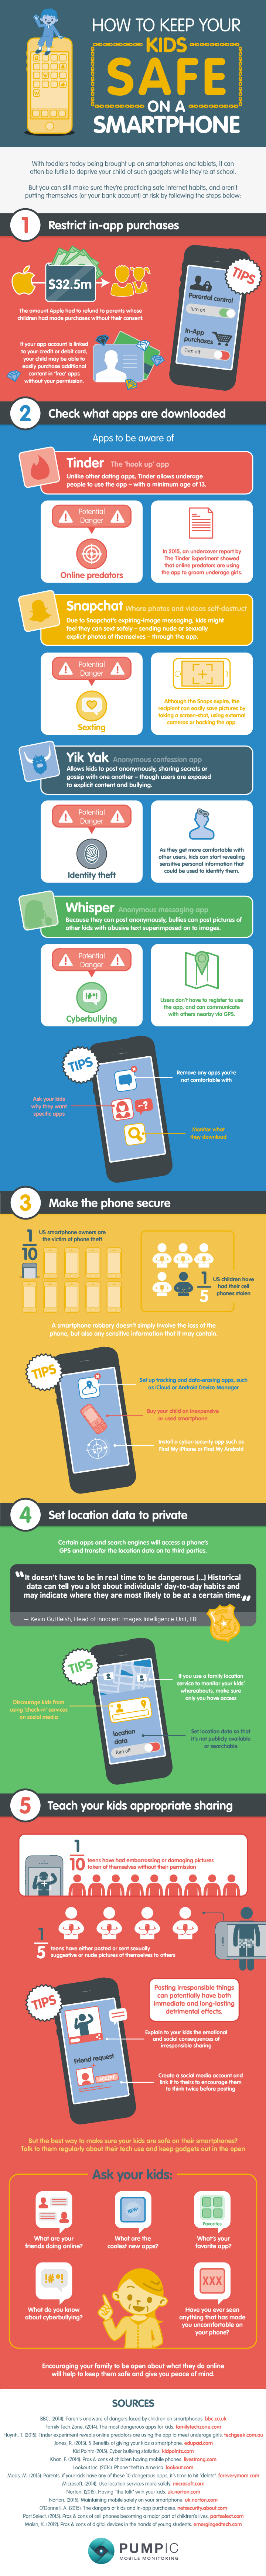 HOW TO KEEP YOUR
KIDS
SAFE
ON A
SMARTPHONE
With toddlers today being brought up on smartphones and tablets, it can
often be futile to deprive your child of such gadgets while they're at school.
But you can still make sure they're practicing safe internet habits, and aren't
putting themselves (or your bank account) at risk by following the steps below:
1 Restrict in-app purchases
$32.5m
The amount Apple had to refund to parents whose
children had made purchases without their consent.
If your app account is linked
to your credit or debit card,
your child may be able to
easily purchase additional
content in 'free' apps
without your permission.
TIPS
Parental control
Turn on
In-App
purchases
Turn off
2 Check what apps are downloaded
Apps to be aware of
Tinder The 'hook up' app
Unlike other dating apps, Tinder allows underage
people to use the app – with a minimum age of 13.
Potential
Danger
Online predators
In 2015, an undercover report by
The Tinder Experiment showed
that online predators are using
the app to groom underage girls.
Snapchat Where photos and videos self-destruct
Due to Snapchat's expiring-image messaging, kids might
feel they can sext safely – sending nude or sexually
explicit photos of themselves – through the app.
Potential
Danger
Sexting
Although the Snaps expire, the
recipient can easily save pictures by
taking a screen-shot, using external
cameras or hacking the app.
Yik Yak Anonymous confession app
Allows kids to post anonymously, sharing secrets or
gossip with one another – though users are exposed
to explicit content and bullying.
Potential
Danger
Identity theft
As they get more comfortable with
other users, kids can start revealing
sensitive personal information that
could be used to identify them.
Whisper Anonymous messaging app
Because they can post anonymously, bullies can post pictures of
other kids with abusive text superimposed on to images.
Potential
Danger
Cyberbullying
Users don't have to register to use
the app, and can communicate
with others nearby via GPS.
TIPS
Remove any apps you're
not comfortable with
Ask your kids
why they want
specific apps
Monitor what
they download
3 Make the phone secure
1
10
US smartphone owners are
the victim of phone theft
1
5
US children have
had their cell
phones stolen
A smartphone robbery doesn't simply involve the loss of the
phone, but also any sensitive information that it may contain.
TIPS
Set up tracking and data-erasing apps, such
as iCloud or Android Device Manager
Buy your child an inexpensive
or used smartphone
Install a cyber-security app such as
Find My iPhone or Find My Android
4 Set location data to private
Certain apps and search engines will access a phone's
GPS and transfer the location data on to third parties.
"It doesn't have to be in real time to be dangerous [...] Historical
data can tell you a lot about individuals' day-to-day habits and
may indicate where they are most likely to be at a certain time."
— Kevin Gutfleish, Head of Innocent Images Intelligence Unit, FBI
TIPS
If you use a family location
service to monitor your kids'
whereabouts, make sure
only you have access
Discourage kids from
using 'check-in' services
on social media
location
data
Turn off
Set location data so that
it's not publicly available
or searchable
5 Teach your kids appropriate sharing
1
10
teens have had embarrassing or damaging pictures
taken of themselves without their permission
1
5
teens have either posted or sent sexually
suggestive or nude pictures of themselves to others
TIPS
Posting irresponsible things
can potentially have both
immediate and long-lasting
detrimental effects.
Explain to your kids the emotional
and social consequences of
irresponsible sharing
Friend request
ACCEPT
Create a social media account and
link it to theirs to encourage them
to think twice before posting
But the best way to make sure your kids are safe on their smartphones?
Talk to them regularly about their tech use and keep gadgets out in the open
Ask your kids:
NEW!
Favorites
What are your
friends doing online?
What are the
coolest new apps?
What's your
favorite app?
XXX
What do you know
about cyberbullying?
Have you ever seen
anything that has made
you uncomfortable on
your phone?
Encouraging your family to be open about what they do online
will help to keep them safe and give you peace of mind.
SOURCES
BBC. (2014). Parents unaware of dangers faced by children on smartphones. bbc.co.uk
Family Tech Zone. (2014). The most dangerous apps for kids. familytechzone.com
Huynh, T. (2015). Tinder experiment reveals online predators are using the app to meet underage girls. techgeek.com.au
Jones, K. (2013). 5 Benefits of giving your kids a smartphone. edupad.com
Kid Pointz (2015). Cyber bullying statistics. kidpointz.com
Khan, F. (2014). Pros & cons of children having mobile phones. livestrong.com
Lookout Inc. (2014). Phone theft in America. lookout.com
Maas, M. (2015). Parents, if your kids have any of these 10 dangerous apps, it's time to hit "delete". foreverymom.com
Microsoft. (2014). Use location services more safely. microsoft.com
Norton. (2015). Having "the talk" with your kids. uk.norton.com
Norton. (2015). Maintaining mobile safety on your smartphone. uk.norton.com
O'Donnell, A. (2015). The dangers of kids and in-app purchases. netsecurity.about.com
Part Select (2015). Pros & cons of cell phones becoming a major part of children's lives. partselect.com
Walsh, K. (2012). Pros & cons of digital devices in the hands of young students. emergingedtech.com
PUMPIC
MOBILE MONITORING